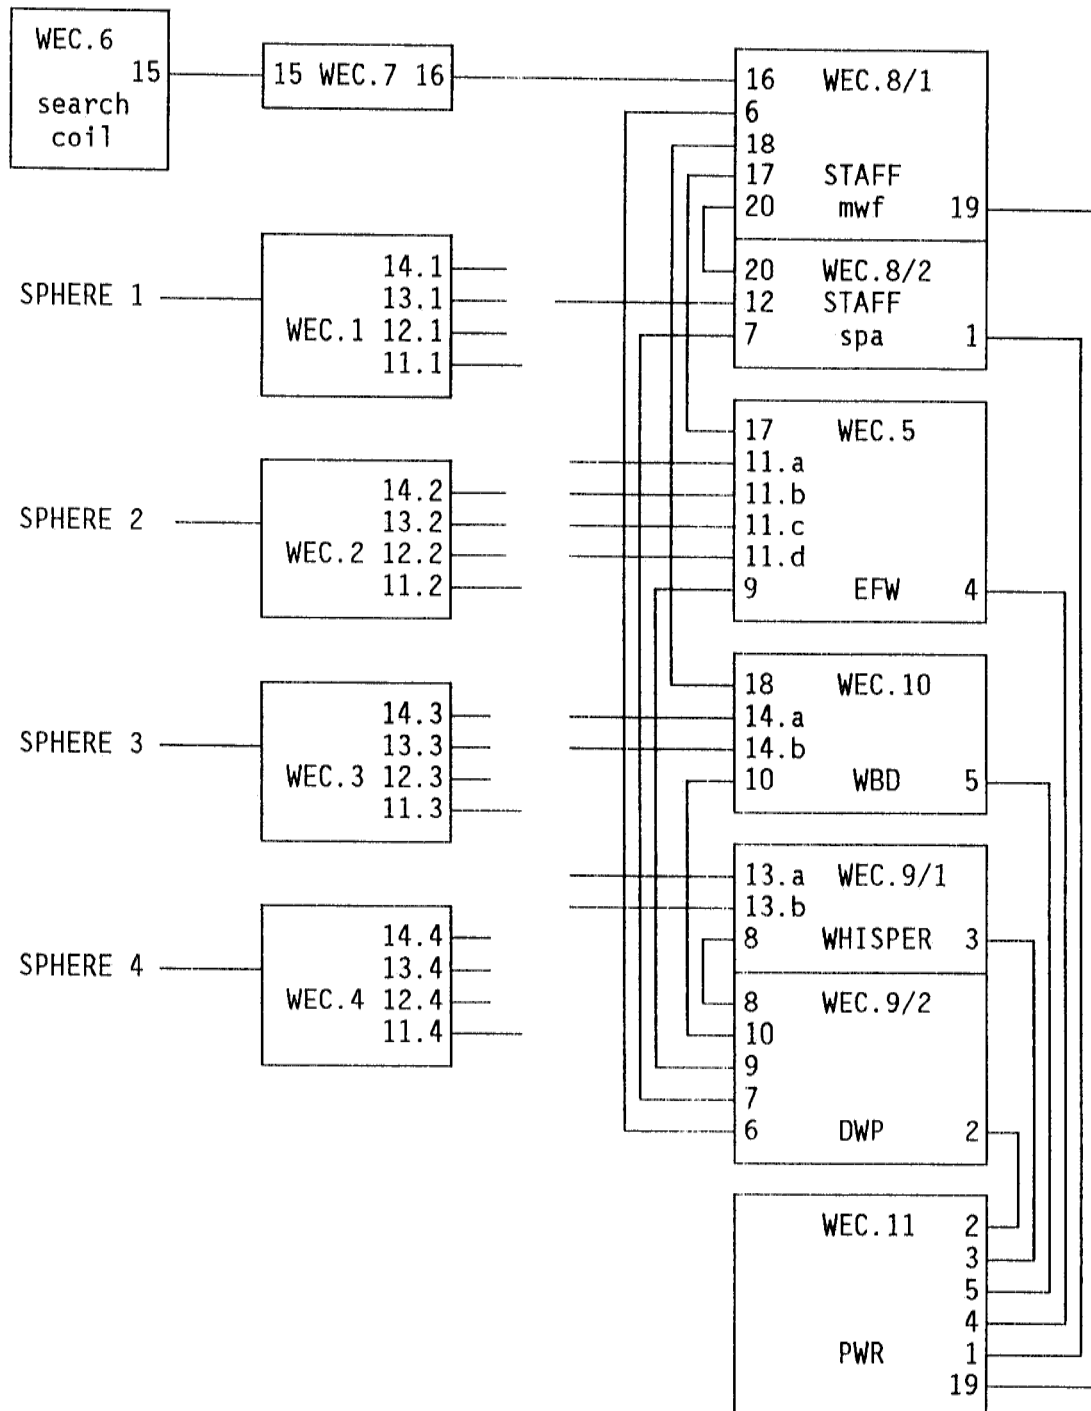 WEC.6
15
search
coil
15 WEC.7 16
16 WEC.8/1
6
18
17 STAFF
20 mwf 19
20 WEC.8/2
12 STAFF
7 spa 1
SPHERE 1
14.1
13.1
WEC.1 12.1
11.1
17 WEC.5
11.a
11.b
11.c
11.d
9 EFW 4
SPHERE 2
14.2
13.2
WEC.2 12.2
11.2
18 WEC.10
14.a
14.b
10 WBD 5
SPHERE 3
14.3
13.3
WEC.3 12.3
11.3
13.a WEC.9/1
13.b
8 WHISPER 3
8 WEC.9/2
10
9
7
6 DWP 2
SPHERE 4
14.4
13.4
WEC.4 12.4
11.4
WEC.11 2
3
5
4
PWR 1
19